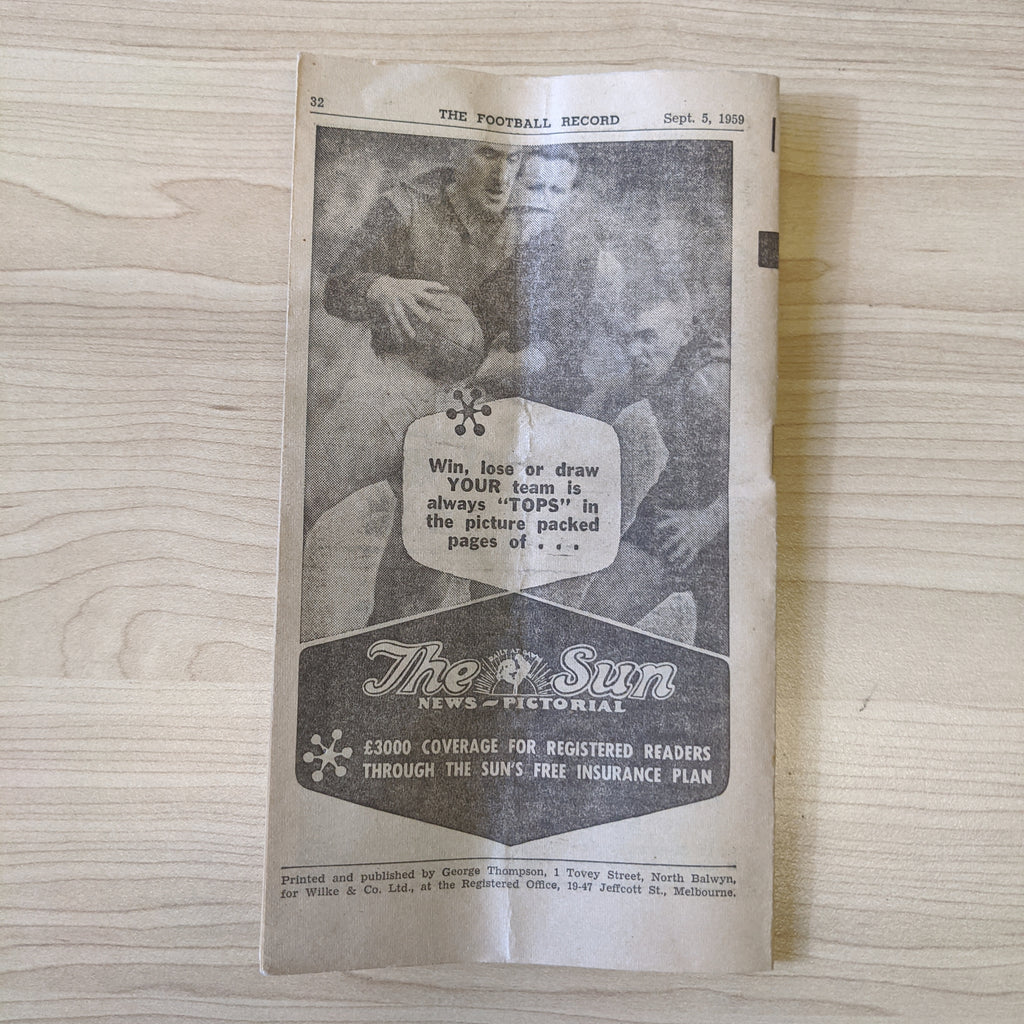 32
THE FOOTBALL RECORD
Sept. 5, 1959
Win, lose or draw
YOUR team is
always "TOPS" in
the picture packed
pages of . . .
The Sun
NEWS-PICTORIAL
£3000 COVERAGE FOR REGISTERED READERS
THROUGH THE SUN'S FREE INSURANCE PLAN
Printed and published by George Thompson, 1 Tovey Street, North Balwyn,
for Wilke & Co. Ltd., at the Registered Office, 19-47 Jeffcott St., Melbourne.